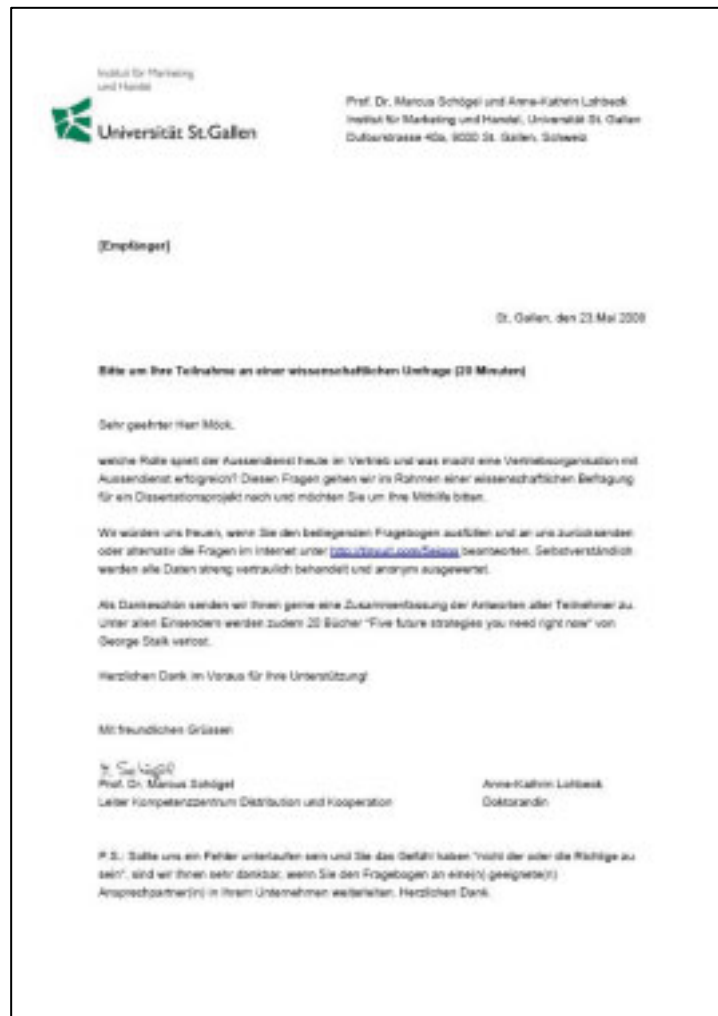 Institut für Marketing
und Handel
Universität St.Gallen
Prof. Dr. Marcus Schögel und Anne-Kathrin Lohbeck
Institut für Marketing und Handel, Universität St. Gallen
Dufourstrasse 40a, 9000 St. Gallen, Schweiz
[Empfänger]
St. Gallen, den 23.Mai
Bitte um Ihre Teilnahme an einer wissenschaftlichen Umfrage (20 Minuten)
Sehr geehrter Herr Möck,
welche Rolle spielt der Aussendienst heute im Vertrieb und was macht eine Vertriebsorganisation mit
Aussendienst erfolgreich? Diesen Fragen gehen wir im Rahmen einer wissenschaftlichen Befragung
für ein Dissertationsprojekt nach und möchten Sie um Ihre Mithilfe bitten.
Wir würden uns freuen, wenn Sie den beiliegenden Fragebogen ausfüllen und an uns zurücksenden
oder alternativ die Fragen im Internet unter beantworten. Selbstverständlich
werden alle Daten streng vertraulich behandelt und anonym ausgewertet.
Als Dankeschön senden wir Ihnen gerne eine Zusammenfassung der Antworten aller Teilnehmer zu.
Unter allen Einsendern werden zudem 20 Bücher "Five future strategies you need right now" von
George Stalk verlost.
Herzlichen Dank im Voraus für Ihre Unterstützung!
Mit freundlichen Grüssen
Prof. Dr. Marcus Schögel
Anne-Kathrin Lohbeck
Leiter Kompetenzzentrum Distribution und Kooperation
Doktorandin
P.S.: Sollte uns ein Fehler unterlaufen sein und Sie das Gefühl haben "nicht der oder die Richtige zu
sein", sind wir Ihnen sehr dankbar, wenn Sie den Fragebogen an eine(n) geeignete(n)
Ansprechpartner(in) in Ihrem Unternehmen weiterleiten. Herzlichen Dank.